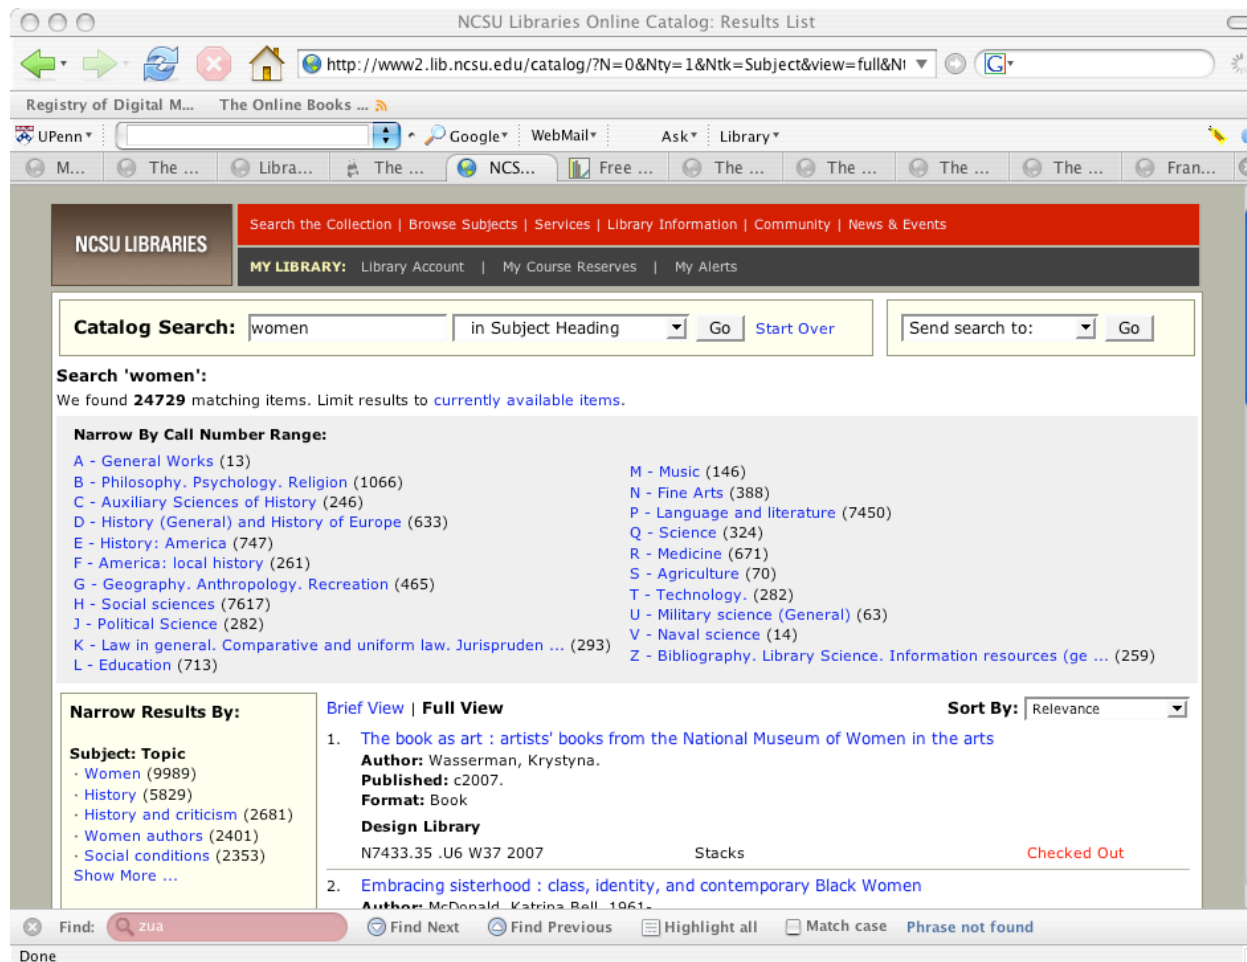 NCSU Libraries Online Catalog: Results List
http://www2.lib.ncsu.edu/catalog/?N=0&Nty=1&Ntk=Subject&view=full&Nt
G
Registry of Digital M... The Online Books ...
UPenn Google WebMail Ask Library
M... The ... Libra... The ... NCS... Free ... The ... The ... The ... The ... Fran...
NCSU LIBRARIES
Search the Collection | Browse Subjects | Services | Library Information | Community | News & Events
MY LIBRARY: Library Account | My Course Reserves | My Alerts
Catalog Search: women in Subject Heading Go Start Over Send search to: Go
Search 'women':
We found 24729 matching items. Limit results to currently available items.
Narrow By Call Number Range:
A - General Works (13)
B - Philosophy. Psychology. Religion (1066)
C - Auxiliary Sciences of History (246)
D - History (General) and History of Europe (633)
E - History: America (747)
F - America: local history (261)
G - Geography. Anthropology. Recreation (465)
H - Social sciences (7617)
J - Political Science (282)
K - Law in general. Comparative and uniform law. Jurispruden ... (293)
L - Education (713)
M - Music (146)
N - Fine Arts (388)
P - Language and literature (7450)
Q - Science (324)
R - Medicine (671)
S - Agriculture (70)
T - Technology. (282)
U - Military science (General) (63)
V - Naval science (14)
Z - Bibliography. Library Science. Information resources (ge ... (259)
Narrow Results By:
Subject: Topic
· Women (9989)
· History (5829)
· History and criticism (2681)
· Women authors (2401)
· Social conditions (2353)
Show More ...
Brief View | Full View Sort By: Relevance
1. The book as art : artists' books from the National Museum of Women in the arts
Author: Wasserman, Krystyna.
Published: c2007.
Format: Book
Design Library
N7433.35 .U6 W37 2007 Stacks Checked Out
2. Embracing sisterhood : class, identity, and contemporary Black Women
Author: McDonald, Katrina Bell, 1961-
Find: zua Find Next Find Previous Highlight all Match case Phrase not found
Done